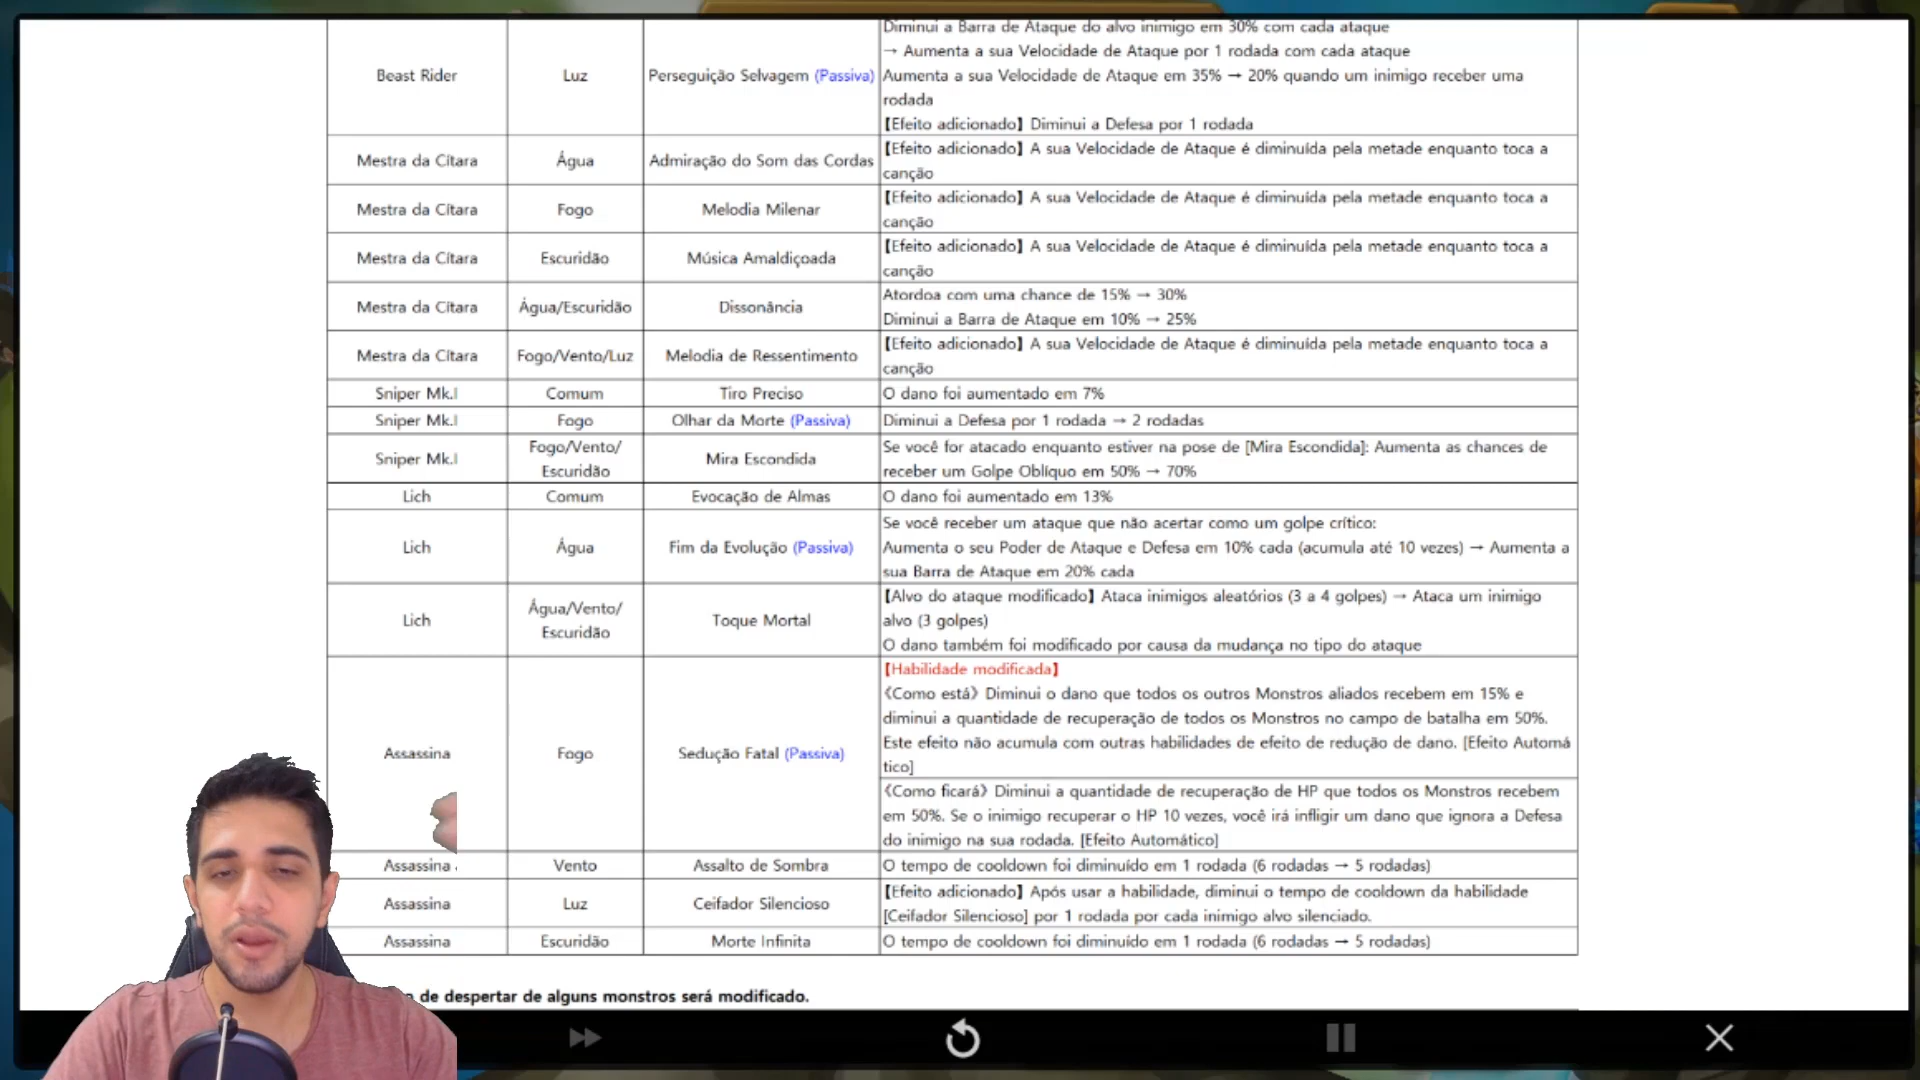 Diminui a Barra de Ataque do alvo inimigo em 30% com cada ataque
→ Aumenta a sua Velocidade de Ataque por 1 rodada com cada ataque
Beast Rider Luz Perseguição Selvagem (Passiva) Aumenta a sua Velocidade de Ataque em 35% → 20% quando um inimigo receber uma
rodada
【Efeito adicionado】 Diminui a Defesa por 1 rodada
Mestra da Cítara Água Admiração do Som das Cordas 【Efeito adicionado】 A sua Velocidade de Ataque é diminuída pela metade enquanto toca a
canção
Mestra da Cítara Fogo Melodia Milenar 【Efeito adicionado】 A sua Velocidade de Ataque é diminuída pela metade enquanto toca a
canção
Mestra da Cítara Escuridão Música Amaldiçoada 【Efeito adicionado】 A sua Velocidade de Ataque é diminuída pela metade enquanto toca a
canção
Mestra da Cítara Água/Escuridão Dissonância Atordoa com uma chance de 15% → 30%
Diminui a Barra de Ataque em 10% → 25%
Mestra da Cítara Fogo/Vento/Luz Melodia de Ressentimento 【Efeito adicionado】 A sua Velocidade de Ataque é diminuída pela metade enquanto toca a
canção
Sniper Mk.I Comum Tiro Preciso O dano foi aumentado em 7%
Sniper Mk.I Fogo Olhar da Morte (Passiva) Diminui a Defesa por 1 rodada → 2 rodadas
Sniper Mk.I Fogo/Vento/ Mira Escondida Se você for atacado enquanto estiver na pose de [Mira Escondida]: Aumenta as chances de
Escuridão receber um Golpe Oblíquo em 50% → 70%
Lich Comum Evocação de Almas O dano foi aumentado em 13%
Se você receber um ataque que não acertar como um golpe crítico:
Lich Água Fim da Evolução (Passiva) Aumenta o seu Poder de Ataque e Defesa em 10% cada (acumula até 10 vezes) → Aumenta a
sua Barra de Ataque em 20% cada
Água/Vento/ 【Alvo do ataque modificado】 Ataca inimigos aleatórios (3 a 4 golpes) → Ataca um inimigo
Lich Escuridão Toque Mortal alvo (3 golpes)
O dano também foi modificado por causa da mudança no tipo do ataque
【Habilidade modificada】
《Como está》 Diminui o dano que todos os outros Monstros aliados recebem em 15% e
diminui a quantidade de recuperação de todos os Monstros no campo de batalha em 50%.
Este efeito não acumula com outras habilidades de efeito de redução de dano. [Efeito Automá
tico]
Assassina Fogo Sedução Fatal (Passiva)
《Como ficará》 Diminui a quantidade de recuperação de HP que todos os Monstros recebem
em 50%. Se o inimigo recuperar o HP 10 vezes, você irá infligir um dano que ignora a Defesa
do inimigo na sua rodada. [Efeito Automático]
Assassina Vento Assalto de Sombra O tempo de cooldown foi diminuído em 1 rodada (6 rodadas → 5 rodadas)
Assassina Luz Ceifador Silencioso 【Efeito adicionado】 Após usar a habilidade, diminui o tempo de cooldown da habilidade
[Ceifador Silencioso] por 1 rodada por cada inimigo alvo silenciado.
Assassina Escuridão Morte Infinita O tempo de cooldown foi diminuído em 1 rodada (6 rodadas → 5 rodadas)
de despertar de alguns monstros será modificado.